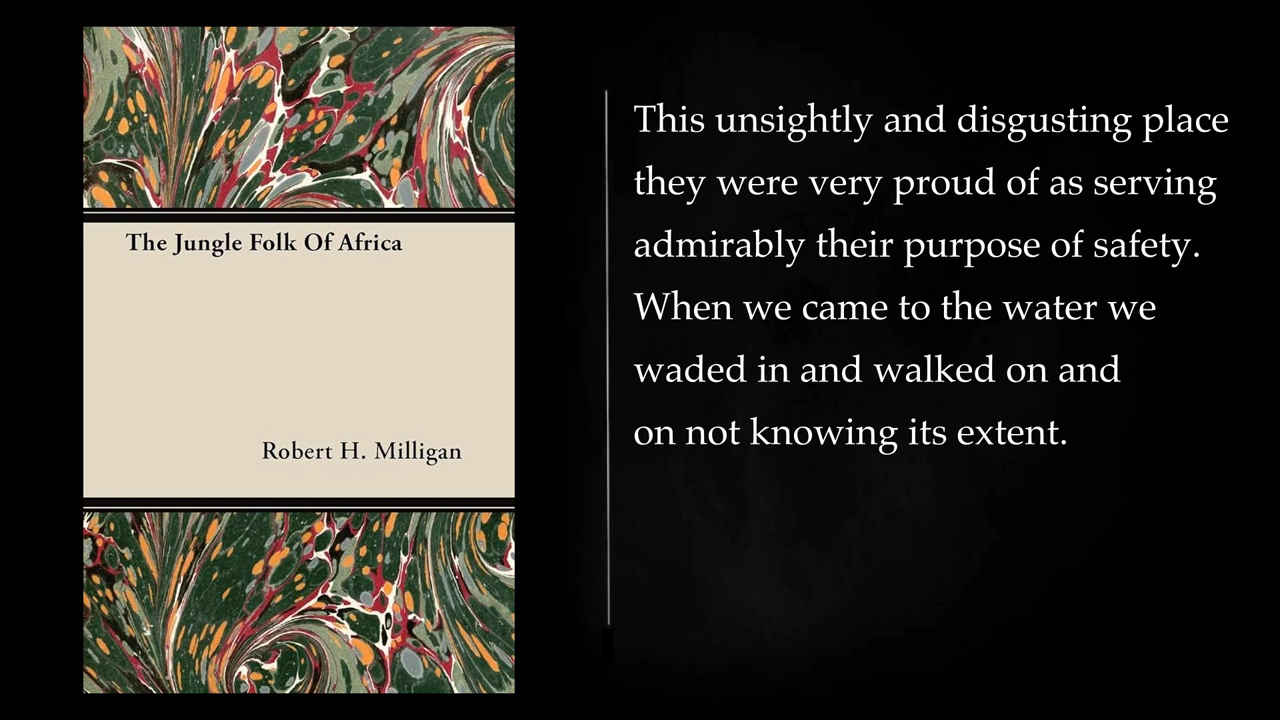 The Jungle Folk Of Africa
Robert H. Milligan
This unsightly and disgusting place
they were very proud of as serving
admirably their purpose of safety.
When we came to the water we
waded in and walked on and
on not knowing its extent.